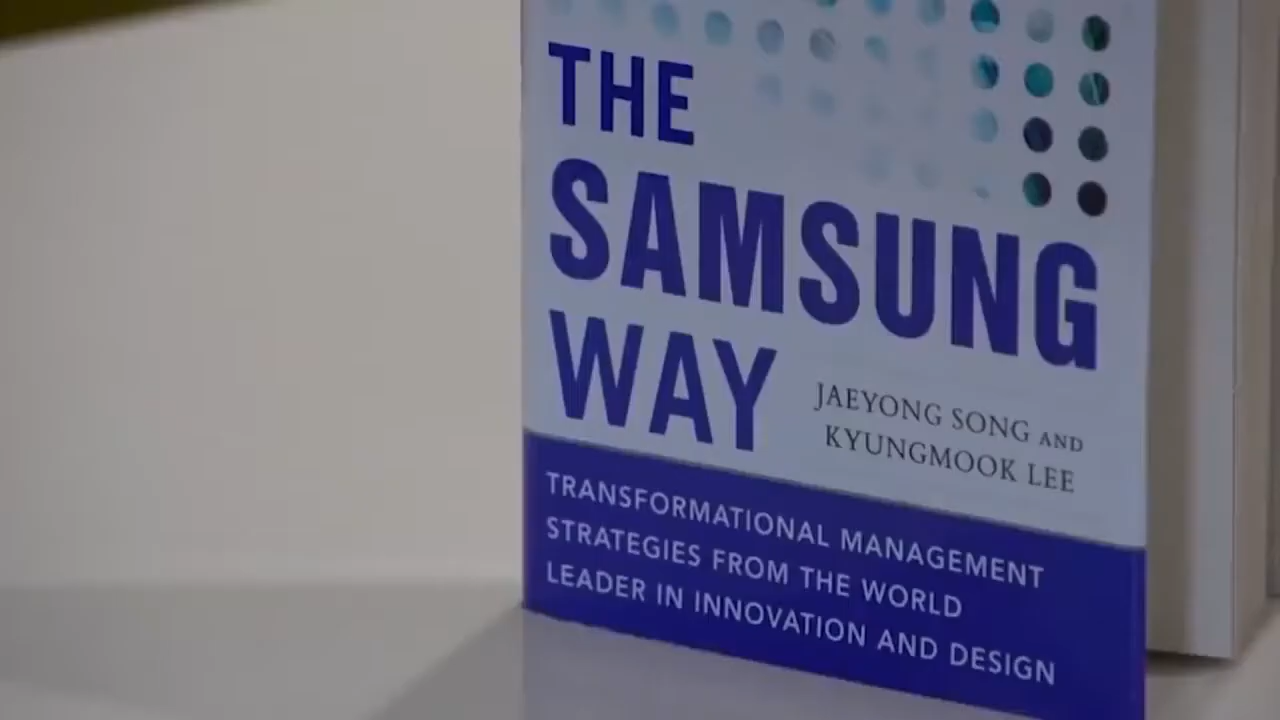 THE
SAMSUNG
WAY
JAEYONG SONG AND
KYUNGMOOK LEE
TRANSFORMATIONAL MANAGEMENT
STRATEGIES FROM THE WORLD
LEADER IN INNOVATION AND DESIGN